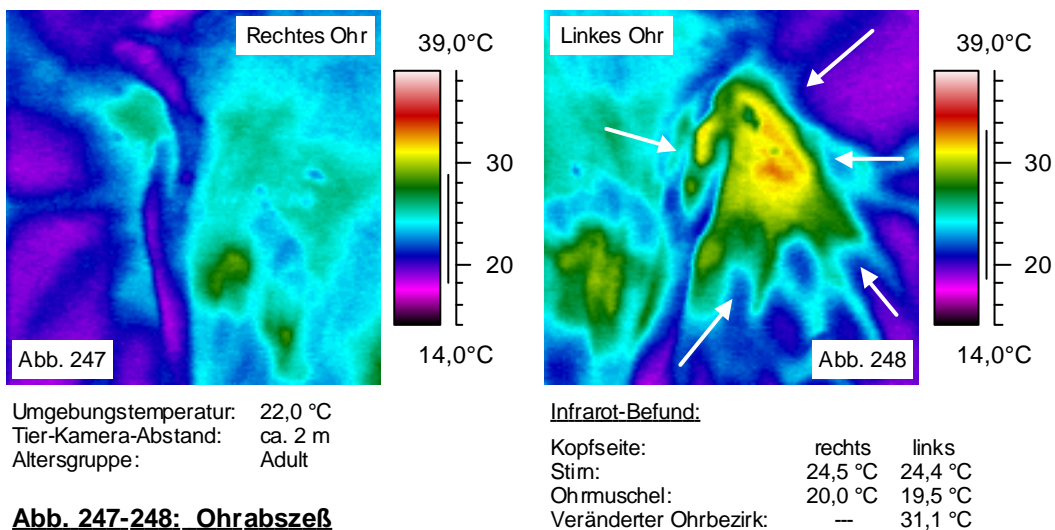 Rechtes Ohr
39,0°C
30
20
14,0°C
Abb. 247
Linkes Ohr
39,0°C
30
20
14,0°C
Abb. 248
Umgebungstemperatur: 22,0 °C
Tier-Kamera-Abstand: ca. 2 m
Altersgruppe: Adult
Abb. 247-248: Ohrabszeß
Infrarot-Befund:
Kopfseite: rechts links
Stirn: 24,5 °C 24,4 °C
Ohrmuschel: 20,0 °C 19,5 °C
Veränderter Ohrbezirk: --- 31,1 °C